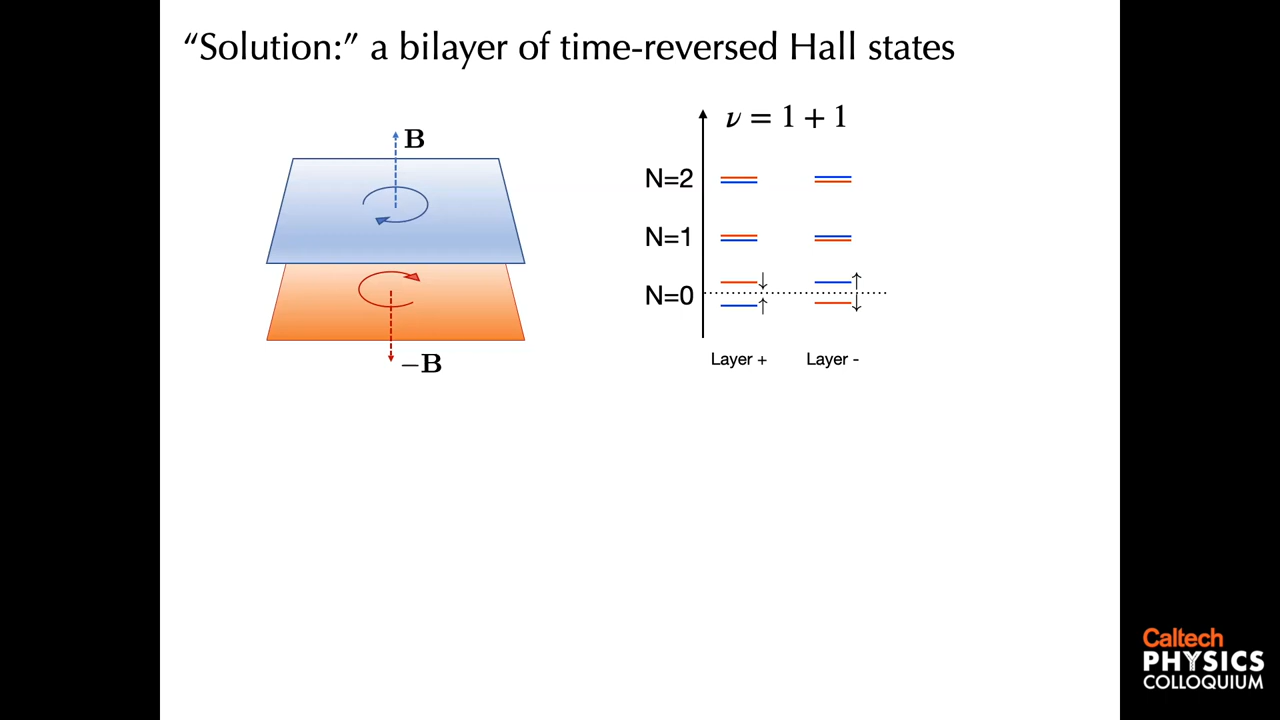 “Solution:” a bilayer of time-reversed Hall states
B
−B
ν = 1 + 1
N=2
N=1
N=0
↓
↑
↑
↓
Layer +
Layer -
Caltech
PHYSICS
COLLOQUIUM